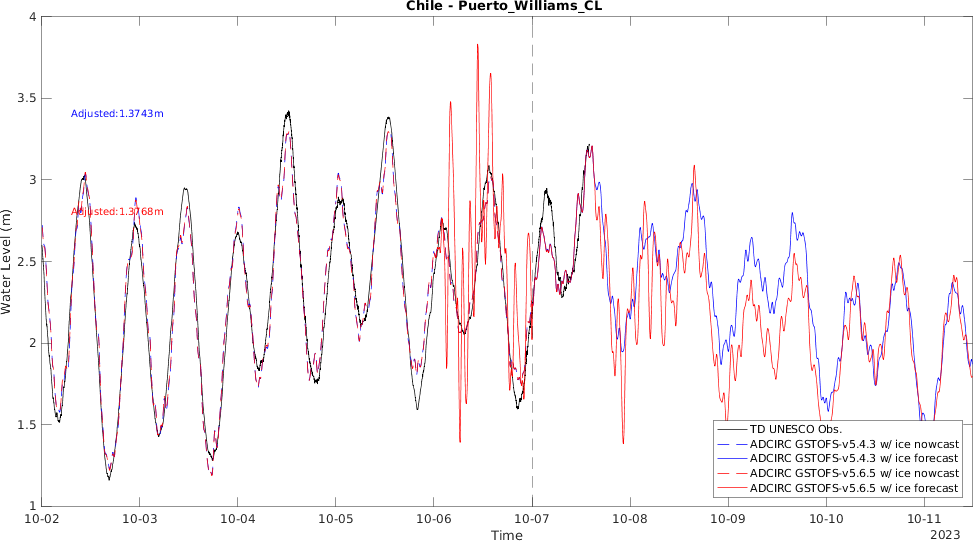 Chile - Puerto_Williams_CL
4
3.5
3
2.5
2
1.5
1
Water Level (m)
Adjusted:1.3743m
Adjusted:1.3768m
TD UNESCO Obs.
ADCIRC GSTOFS-v5.4.3 w/ ice nowcast
ADCIRC GSTOFS-v5.4.3 w/ ice forecast
ADCIRC GSTOFS-v5.6.5 w/ ice nowcast
ADCIRC GSTOFS-v5.6.5 w/ ice forecast
10-02 10-03 10-04 10-05 10-06 10-07 10-08 10-09 10-10 10-11
Time
2023